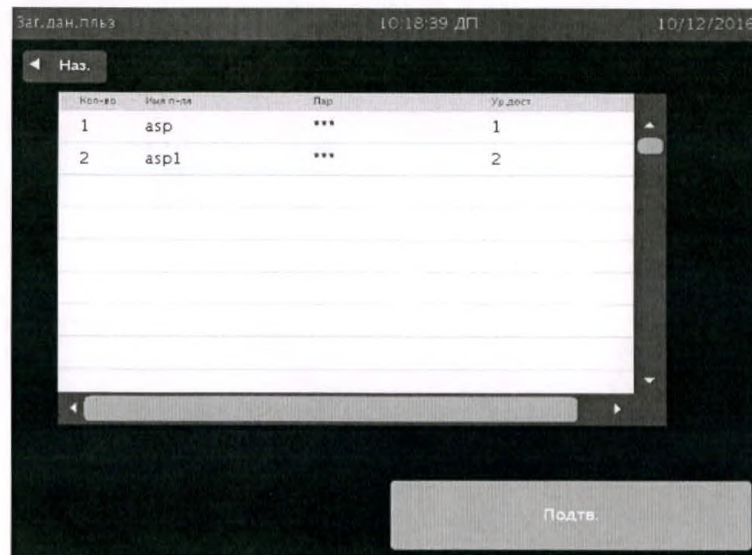 Заг.дан.пльз 10:18:39 ДП 10/12/2016
Наз.
Кол-во Имя п-ля Пар Ур.дост
1 asp *** 1
2 asp1 *** 2
Подтв.